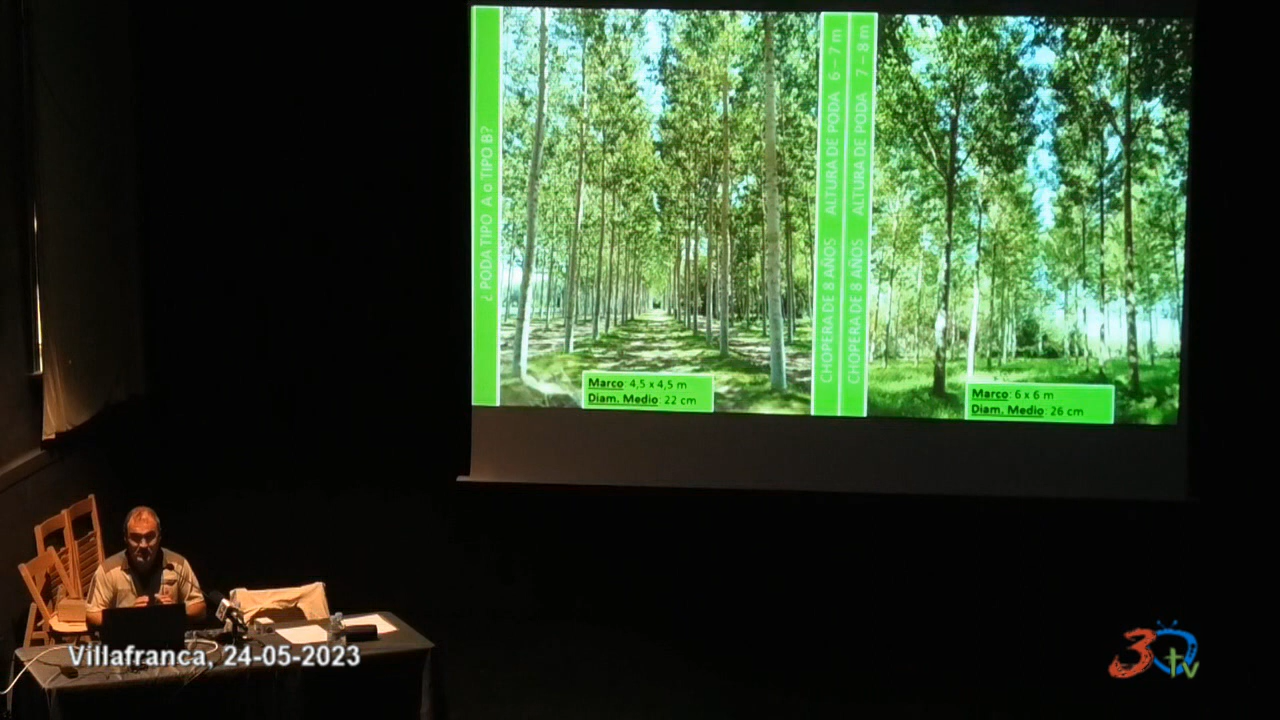 ¿ PODA TIPO A o TIPO B?
CHOPERA DE 8 AÑOS ALTURA DE PODA 6 – 7 m
CHOPERA DE 8 AÑOS ALTURA DE PODA 7 – 8 m
Marco: 4,5 x 4,5 m
Diam. Medio: 22 cm
Marco: 6 x 6 m
Diam. Medio: 26 cm
Villafranca, 24-05-2023
30tv